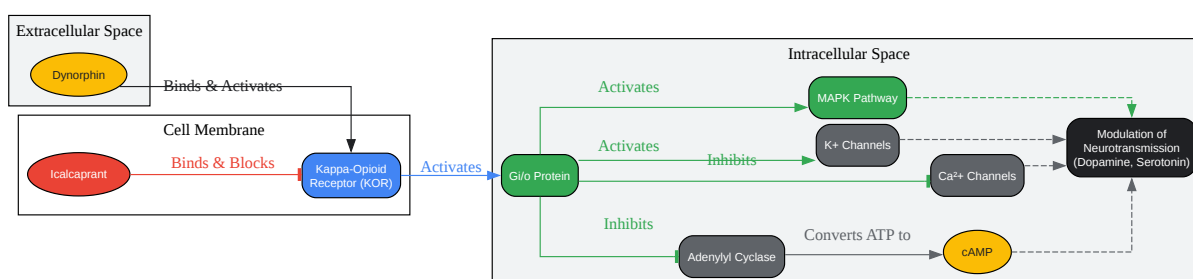 Extracellular Space
Dynorphin
Binds & Activates
Cell Membrane
Icalcaprant
Binds & Blocks
Kappa-Opioid
Receptor (KOR)
Activates
Intracellular Space
Gi/o Protein
Activates
MAPK Pathway
Activates
K+ Channels
Inhibits
Ca²+ Channels
Inhibits
Adenylyl Cyclase
Converts ATP to
cAMP
Modulation of
Neurotransmission
(Dopamine, Serotonin)